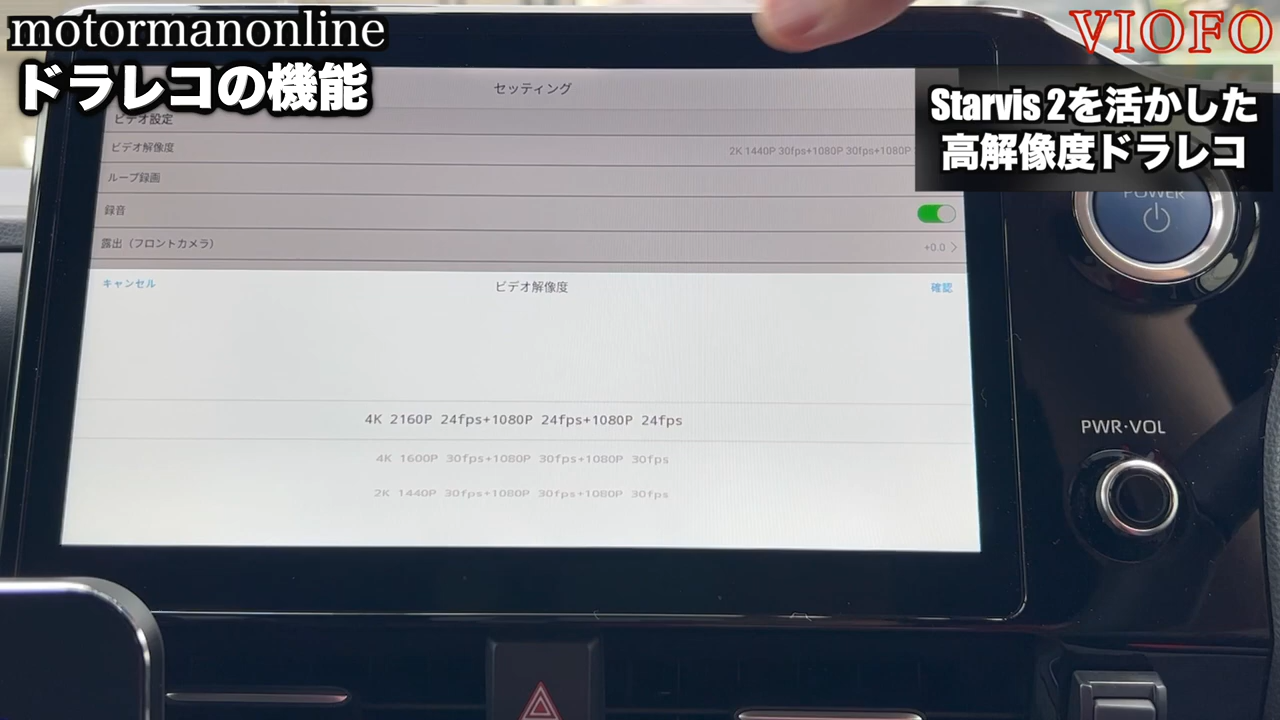 motormanonline
ドラレコの機能
VIOFO
Starvis 2を活かした
高解像度ドラレコ
セッティング
ビデオ設定
ビデオ解像度
2K 1440P 30fps+1080P 30fps+1080P
ループ録画
録音
露出（フロントカメラ）
+0.0
キャンセル
ビデオ解像度
確認
4K 2160P 24fps+1080P 24fps+1080P 24fps
4K 1600P 30fps+1080P 30fps+1080P 30fps
2K 1440P 30fps+1080P 30fps+1080P 30fps
POWER
PWR·VOL